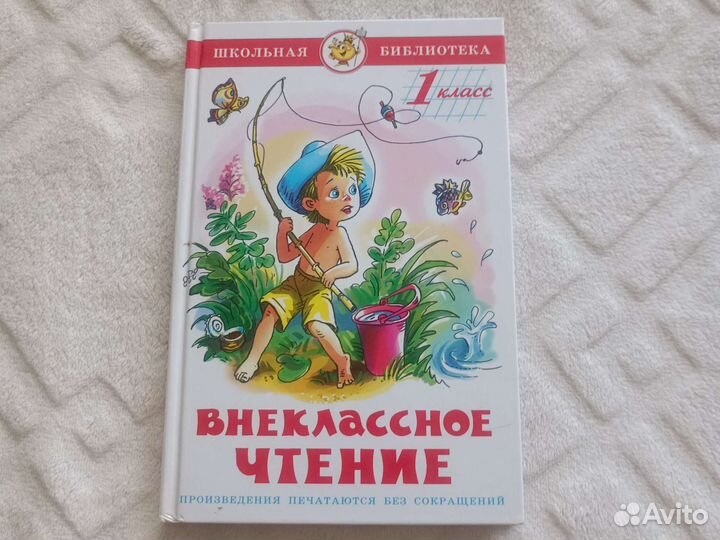 ШКОЛЬНАЯ БИБЛИОТЕКА
1 класс
ВНЕКЛАССНОЕ
ЧТЕНИЕ
ПРОИЗВЕДЕНИЯ ПЕЧАТАЮТСЯ БЕЗ СОКРАЩЕНИЙ
Avito